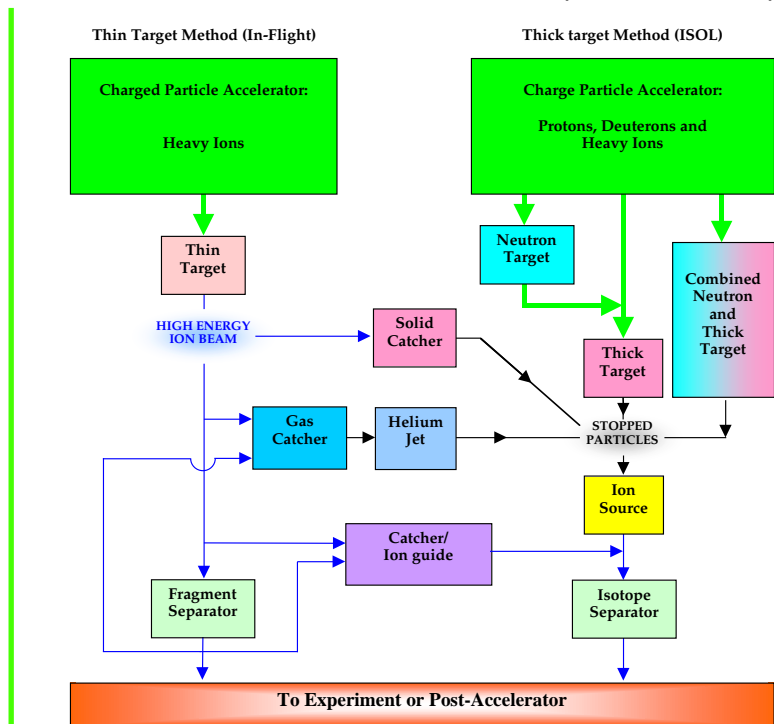 Thin Target Method (In-Flight)
Thick target Method (ISOL)
Charged Particle Accelerator:
Heavy Ions
Charge Particle Accelerator:
Protons, Deuterons and
Heavy Ions
Thin
Target
Neutron
Target
Combined
Neutron
and
Thick
Target
HIGH ENERGY
ION BEAM
Solid
Catcher
Thick
Target
Gas
Catcher
Helium
Jet
STOPPED
PARTICLES
Ion
Source
Catcher/
Ion guide
Fragment
Separator
Isotope
Separator
To Experiment or Post-Accelerator